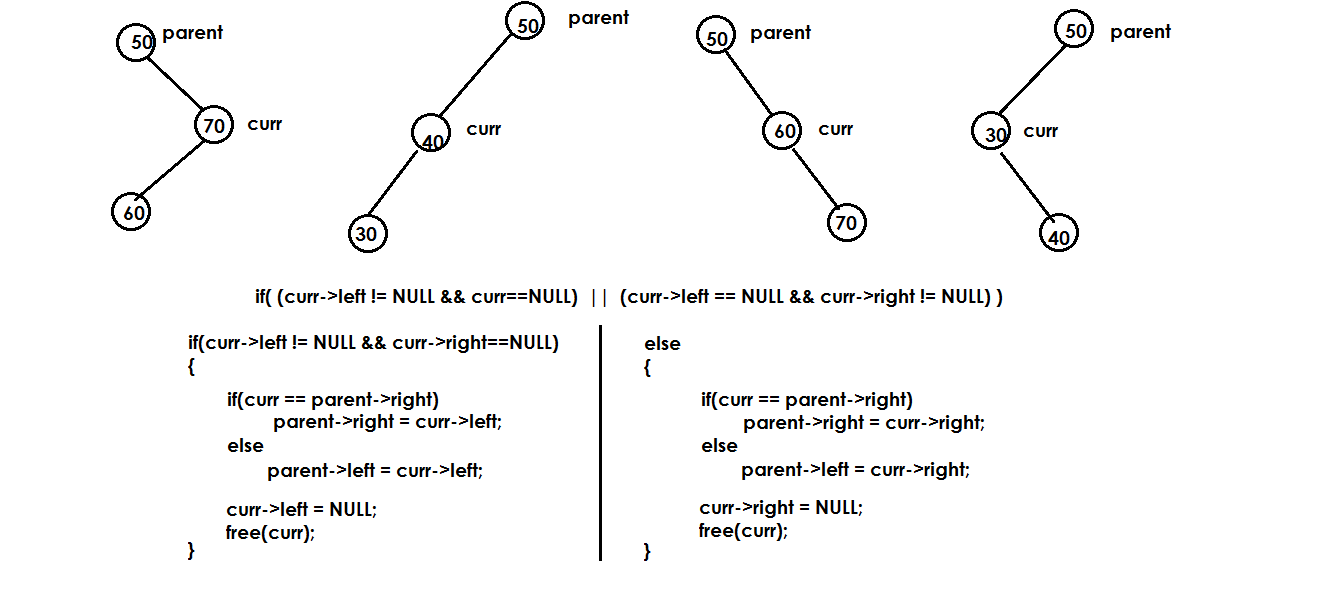 50 parent
50 parent
50 parent
50 parent
70 curr
40 curr
60 curr
30 curr
60
30
70
40
if( (curr->left != NULL && curr==NULL) || (curr->left == NULL && curr->right != NULL) )
if(curr->left != NULL && curr->right==NULL)
{
if(curr == parent->right)
parent->right = curr->left;
else
parent->left = curr->left;
curr->left = NULL;
free(curr);
}
else
{
if(curr == parent->right)
parent->right = curr->right;
else
parent->left = curr->right;
curr->right = NULL;
free(curr);
}